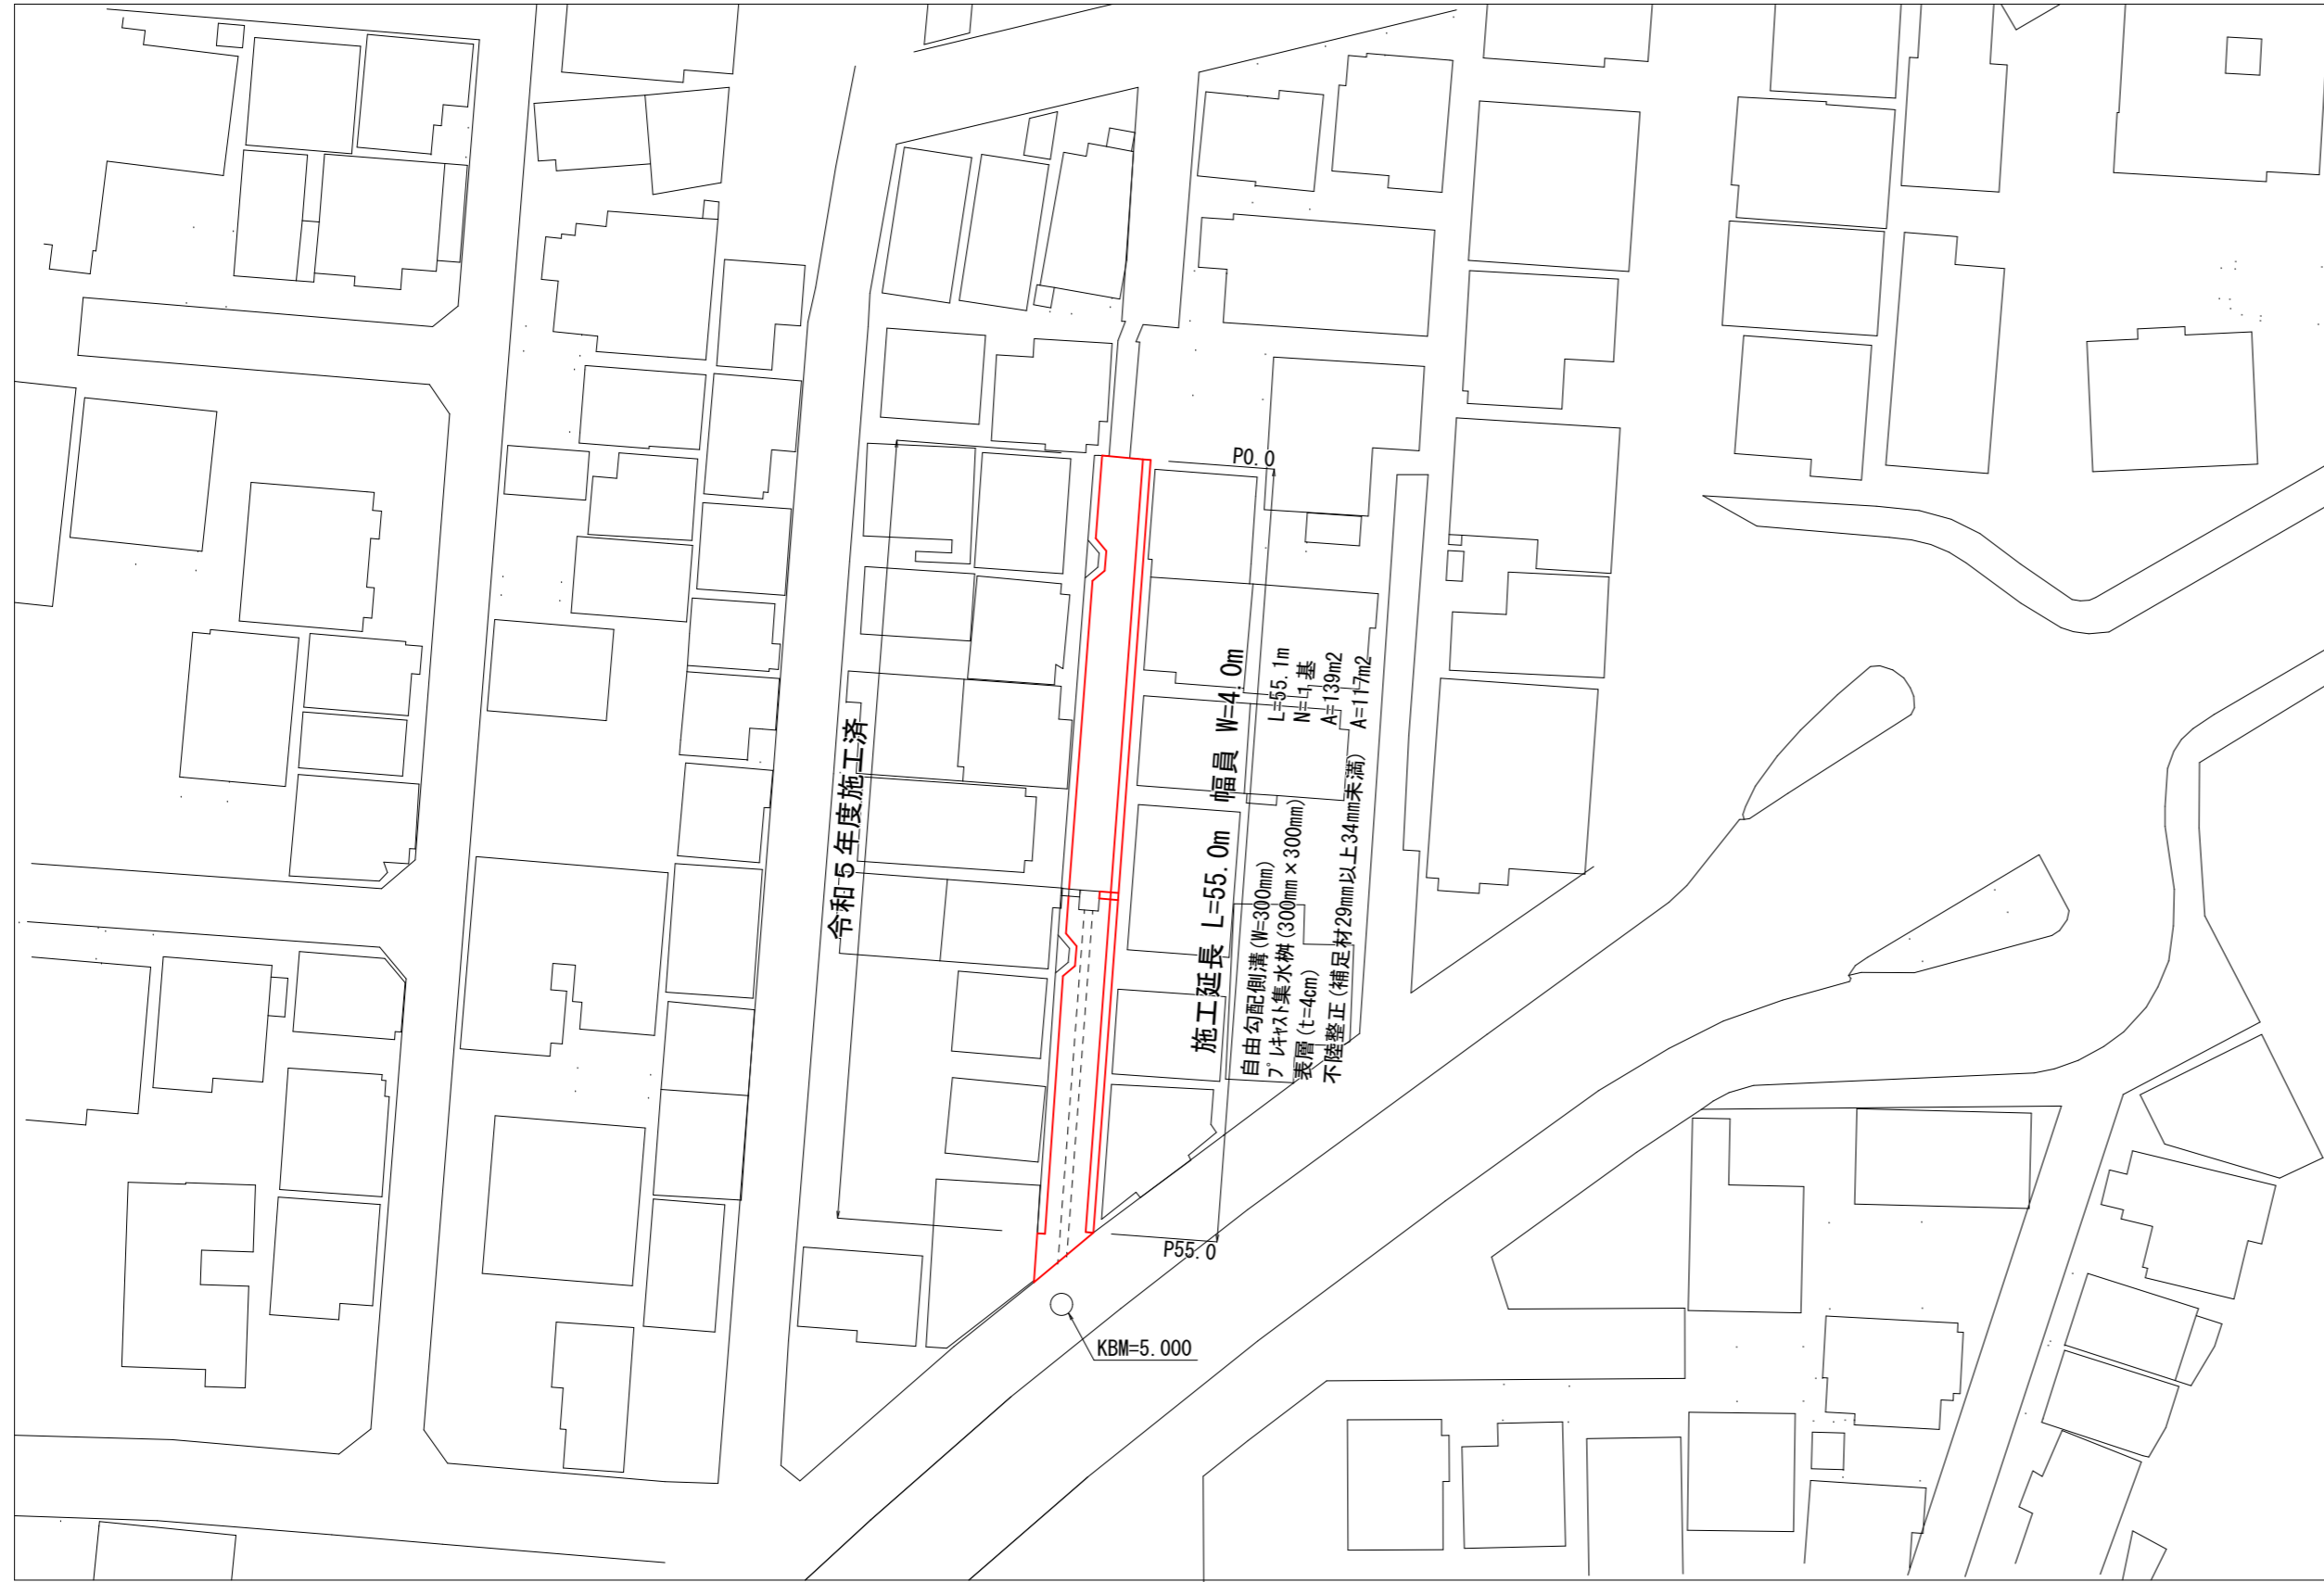 P0.0
令和5年度施工済
施工延長 L=55.0m 幅員 W=4.0m
自由勾配側溝(W=300mm) L=55.1m
プレキャスト集水桝(300mm×300mm) N=1基
表層(t=4cm) A=139m2
不陸整正(補足材29mm以上34mm未満) A=117m2
P55.0
KBM=5.000